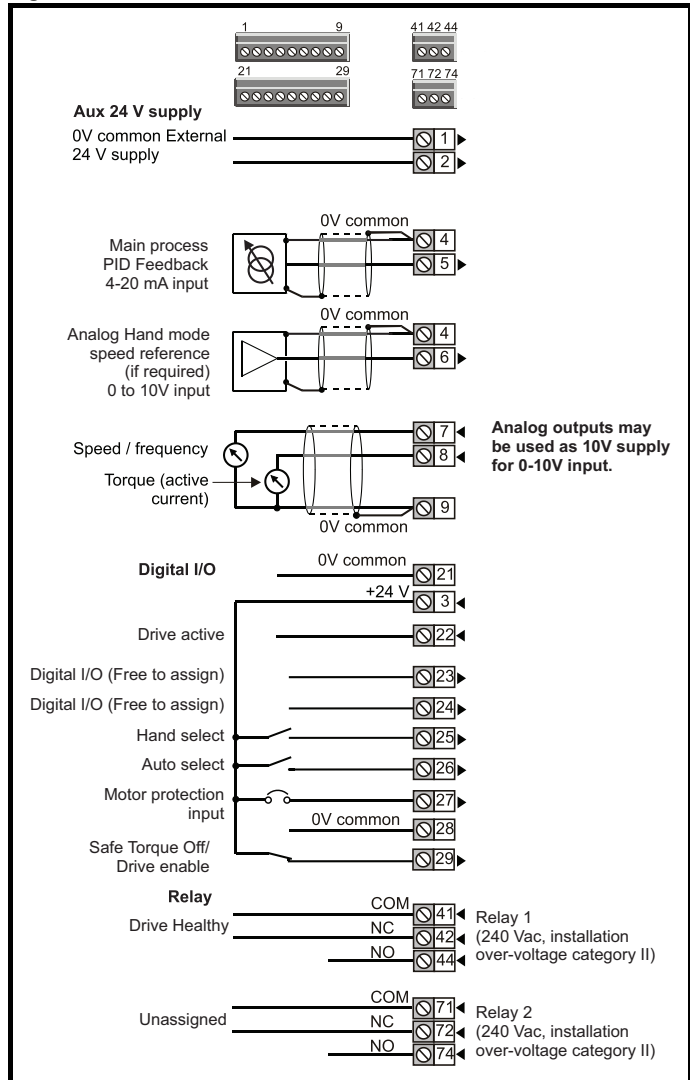 1 9 41 42 44
21 29 71 72 74
Aux 24 V supply
0V common External
24 V supply
1
2
0V common
Main process
PID Feedback
4-20 mA input
4
5
0V common
Analog Hand mode
speed reference
(if required)
0 to 10V input
4
6
Speed / frequency
Torque (active
current)
7
8
9
0V common
Analog outputs may
be used as 10V supply
for 0-10V input.
Digital I/O
0V common
21
+24 V
3
Drive active
22
Digital I/O (Free to assign)
23
Digital I/O (Free to assign)
24
Hand select
25
Auto select
26
Motor protection
input
27
0V common
28
Safe Torque Off/
Drive enable
29
Relay
Drive Healthy
COM
41
NC
42
NO
44
Relay 1
(240 Vac, installation
over-voltage category II)
Unassigned
COM
71
NC
72
NO
74
Relay 2
(240 Vac, installation
over-voltage category II)